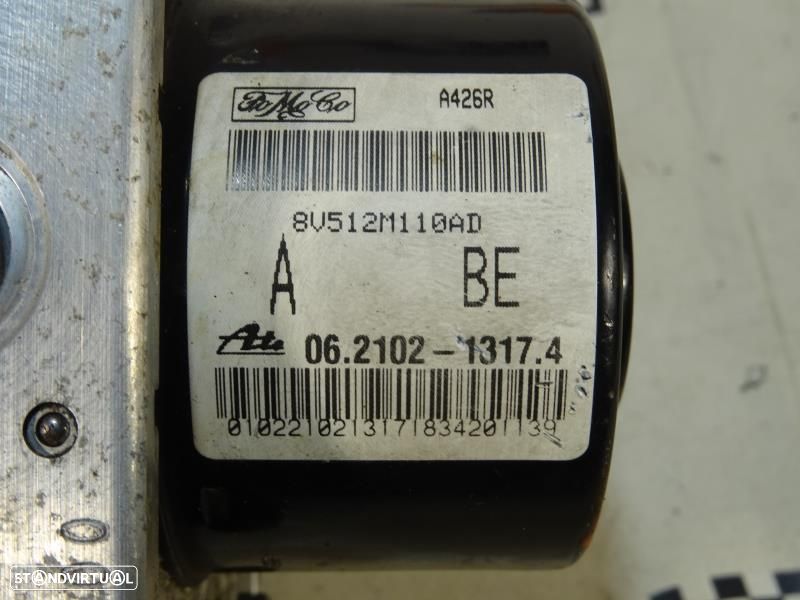 FoMoCo
A426R
8V512M110AD
A BE
Ate 06.2102-1317.4
0102210213171834201139
STANDVIRTUAL